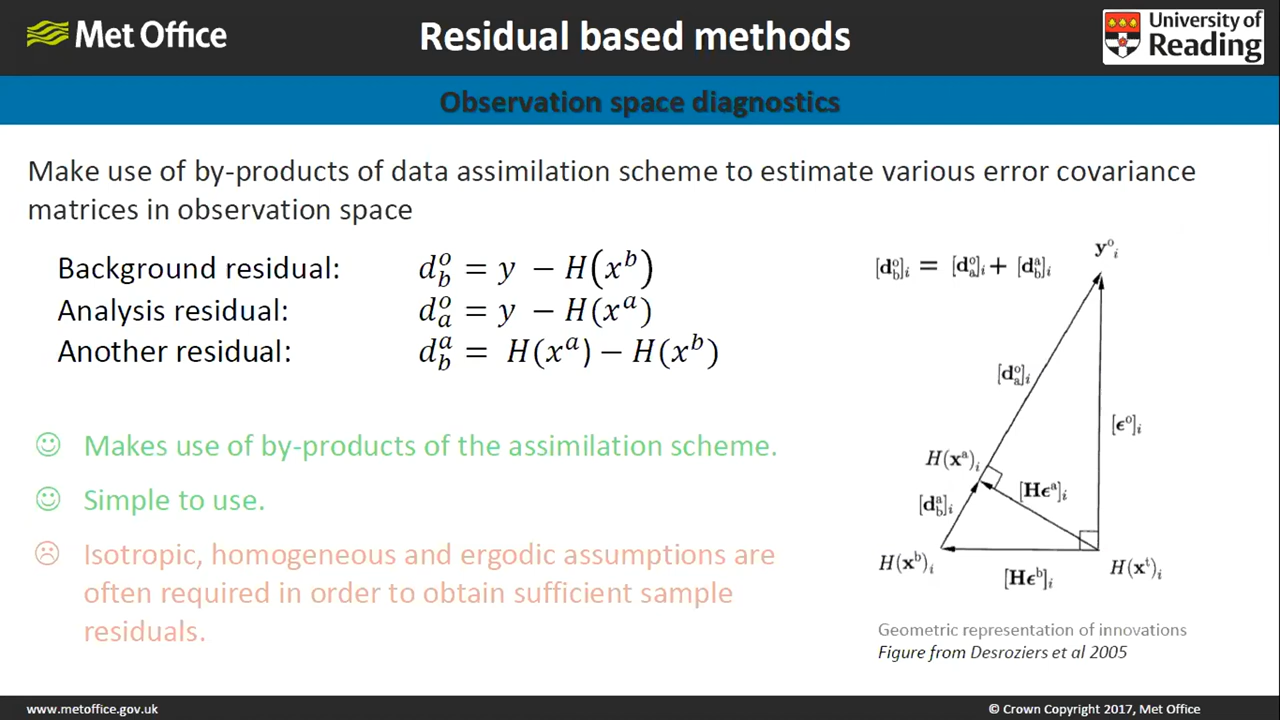 Met Office
Residual based methods
University of
Reading
Observation space diagnostics
Make use of by-products of data assimilation scheme to estimate various error covariance
matrices in observation space
Background residual: d_b^o = y − H(x^b)
Analysis residual: d_a^o = y − H(x^a)
Another residual: d_b^a = H(x^a) − H(x^b)
Makes use of by-products of the assimilation scheme.
Simple to use.
Isotropic, homogeneous and ergodic assumptions are
often required in order to obtain sufficient sample
residuals.
y^o_i
[d_b^o]_i = [d_a^o]_i + [d_b^a]_i
[d_a^o]_i
[ϵ^o]_i
H(x^a)_i
[Hϵ^a]_i
[d_b^a]_i
H(x^b)_i
H(x^t)_i
[Hϵ^b]_i
Geometric representation of innovations
Figure from Desroziers et al 2005
www.metoffice.gov.uk
© Crown Copyright 2017, Met Office